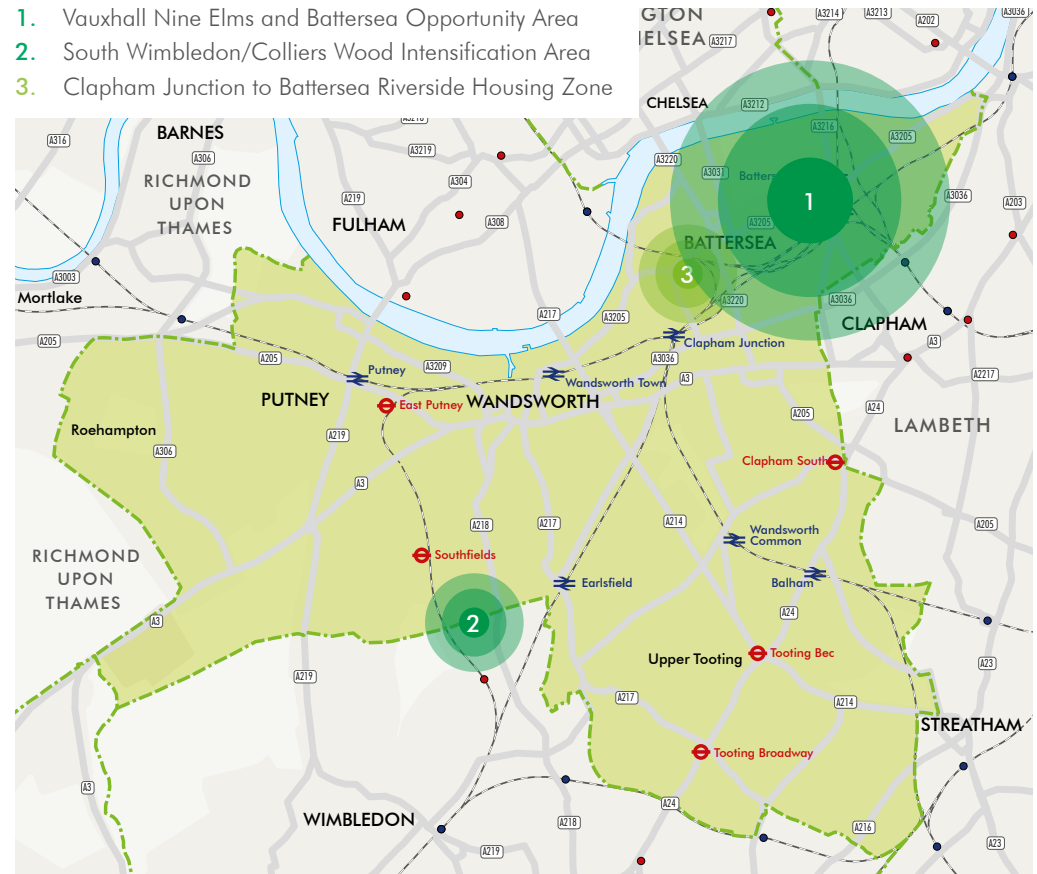 1. Vauxhall Nine Elms and Battersea Opportunity Area
2. South Wimbledon/Colliers Wood Intensification Area
3. Clapham Junction to Battersea Riverside Housing Zone
A3214
A3213
A202
A3036
A3217
CHELSEA
A3212
A316
BARNES
A3219
A306
A3220
A3031
A3216
A3205
1
RICHMOND
UPON
THAMES
A304
A219
A308
FULHAM
A3205
A3036
A203
BATTERSEA
3
A3003
Mortlake
A3220
A3036
A217
A3205
CLAPHAM
A205
A3
Clapham Junction
A205
A3209
A3036
Putney
Wandsworth Town
A3
A2217
PUTNEY
East Putney
WANDSWORTH
A205
A24
LAMBETH
Roehampton
A306
A219
A3
Clapham South
A218
A217
A214
A205
Wandsworth
Common
RICHMOND
UPON
THAMES
Southfields
Earlsfield
Balham
A3
2
A24
Upper Tooting
Tooting Bec
A23
A219
A217
A214
STREATHAM
Tooting Broadway
A3
A24
WIMBLEDON
A218
A216
A219
A23